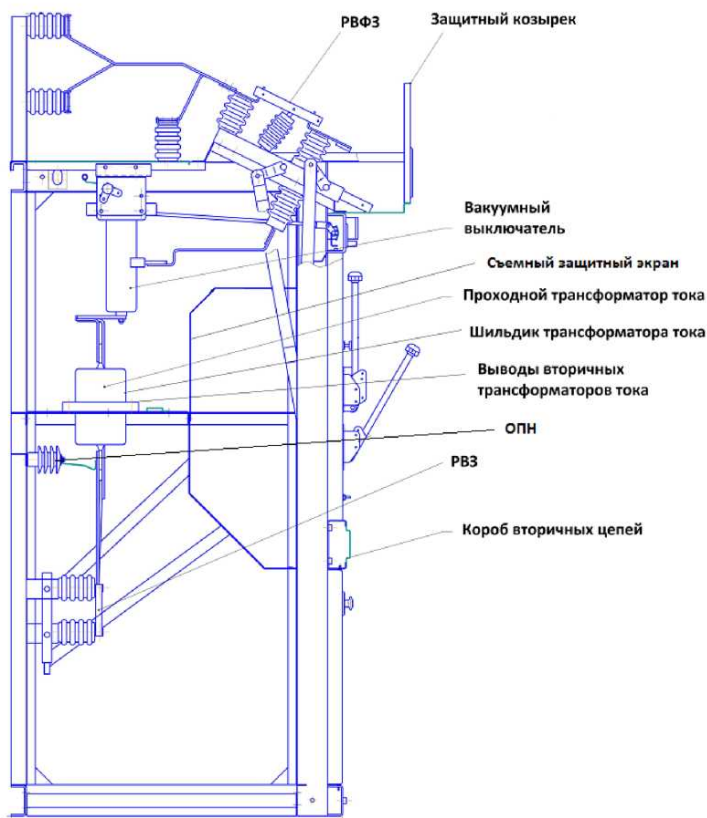 РВФЗ
Защитный козырек
Вакуумный
выключатель
Съемный защитный экран
Проходной трансформатор тока
Шильдик трансформатора тока
Выводы вторичных
трансформаторов тока
ОПН
РВЗ
Короб вторичных цепей